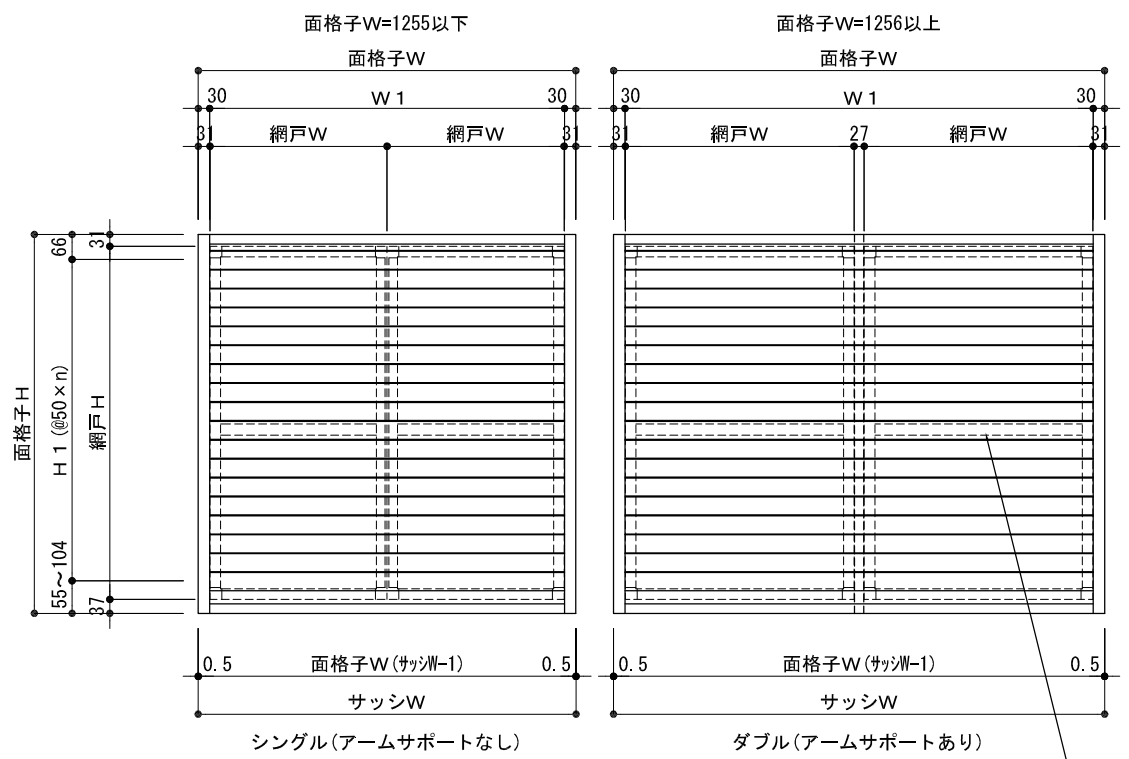 面格子W=1255以下
面格子W
30 W1 30
31 網戸W 網戸W 31
面格子W=1256以上
面格子W
30 W1 30
31 網戸W 27 網戸W 31
面格子H
66
H1(@50×n)
55~104
31
網戸H
37
0.5 面格子W(ｻｯｼW-1) 0.5
サッシW
シングル(アームサポートなし)
0.5 面格子W(ｻｯｼW-1) 0.5
サッシW
ダブル(アームサポートあり)